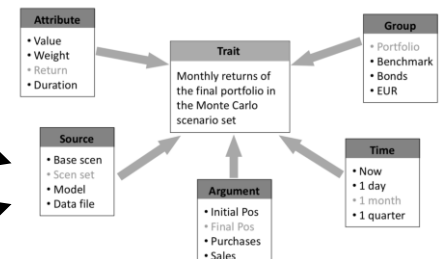 Attribute
• Value
• Weight
• Return
• Duration
Trait
Monthly returns of
the final portfolio in
the Monte Carlo
scenario set
Group
• Portfolio
• Benchmark
• Bonds
• EUR
Source
• Base scen
• Scen set
• Model
• Data file
Argument
• Initial Pos
• Final Pos
• Purchases
• Sales
Time
• Now
• 1 day
• 1 month
• 1 quarter